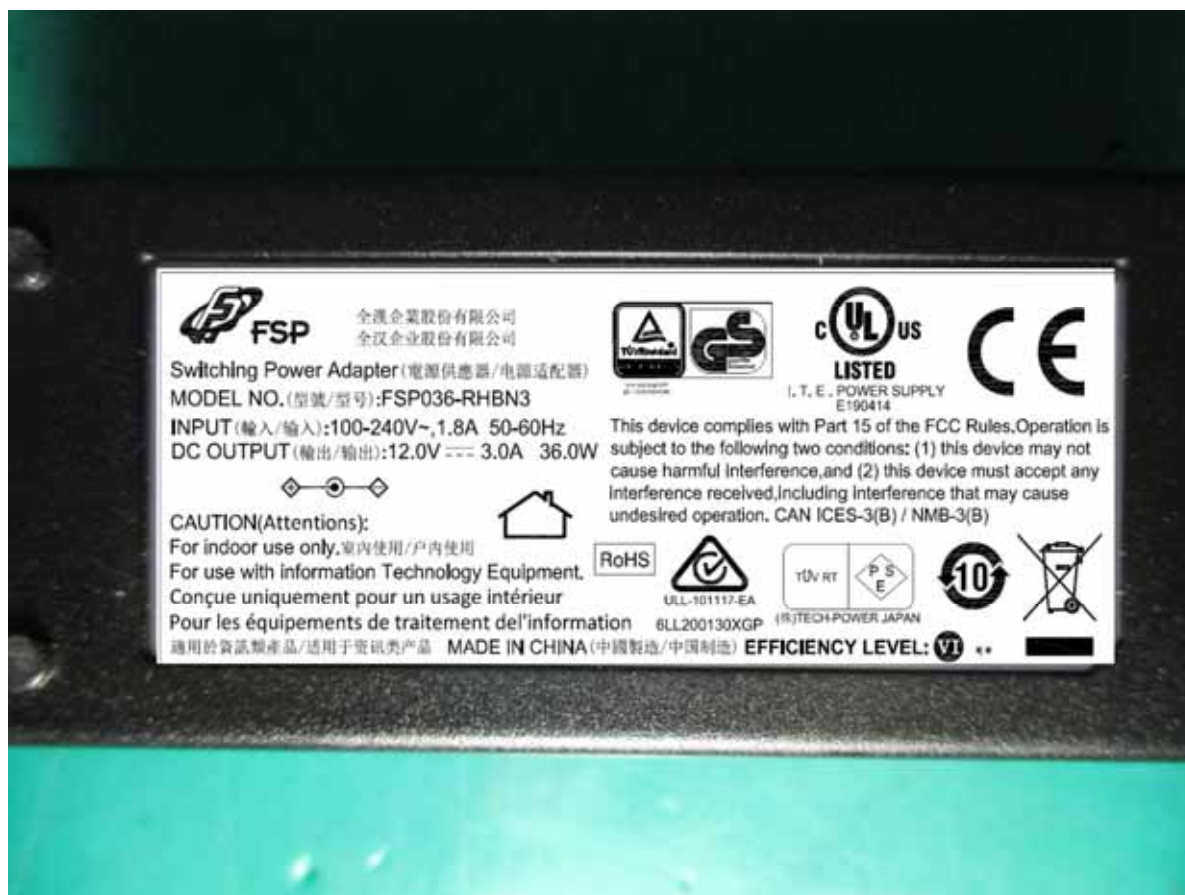 FSP
全漢企業股份有限公司
全汉企业股份有限公司
Switching Power Adapter(電源供應器/电源适配器)
MODEL NO.(型號/型号):FSP036-RHBN3
INPUT(輸入/输入):100-240V~,1.8A 50-60Hz
DC OUTPUT(輸出/输出):12.0V 3.0A 36.0W
CAUTION(Attentions):
For indoor use only.室內使用/户内使用
For use with information Technology Equipment.
Conçue uniquement pour un usage intérieur
Pour les équipements de traitement del'information
適用於資訊類產品/适用于资讯类产品 MADE IN CHINA(中國製造/中国制造) EFFICIENCY LEVEL: VI
TÜVRheinland
GS
C UL US
LISTED
I.T.E. POWER SUPPLY
E190414
CE
This device complies with Part 15 of the FCC Rules.Operation is
subject to the following two conditions: (1) this device may not
cause harmful interference,and (2) this device must accept any
interference received,including interference that may cause
undesired operation. CAN ICES-3(B) / NMB-3(B)
RoHS
ULL-101117-EA
6LL200130XGP
TÜV RT
P S E
(株)TECH-POWER JAPAN
10